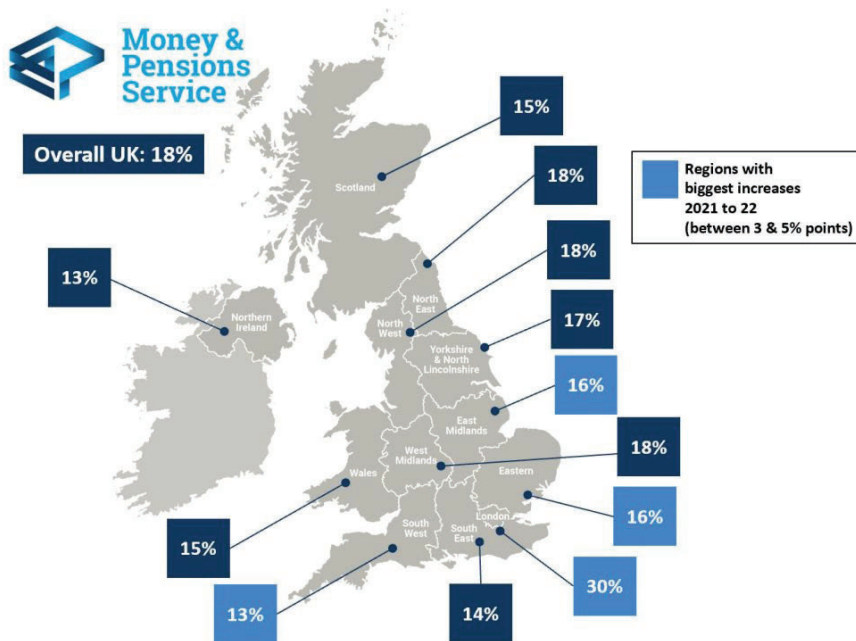 Money &
Pensions
Service
Overall UK: 18%
15%
Scotland
18%
Regions with
biggest increases
2021 to 22
(between 3 & 5% points)
18%
13%
Northern
Ireland
North
East
North
West
17%
Yorkshire
& North
Lincolnshire
16%
East
Midlands
18%
West
Midlands
Wales
Eastern
16%
15%
South
West
South
East
London
13%
14%
30%